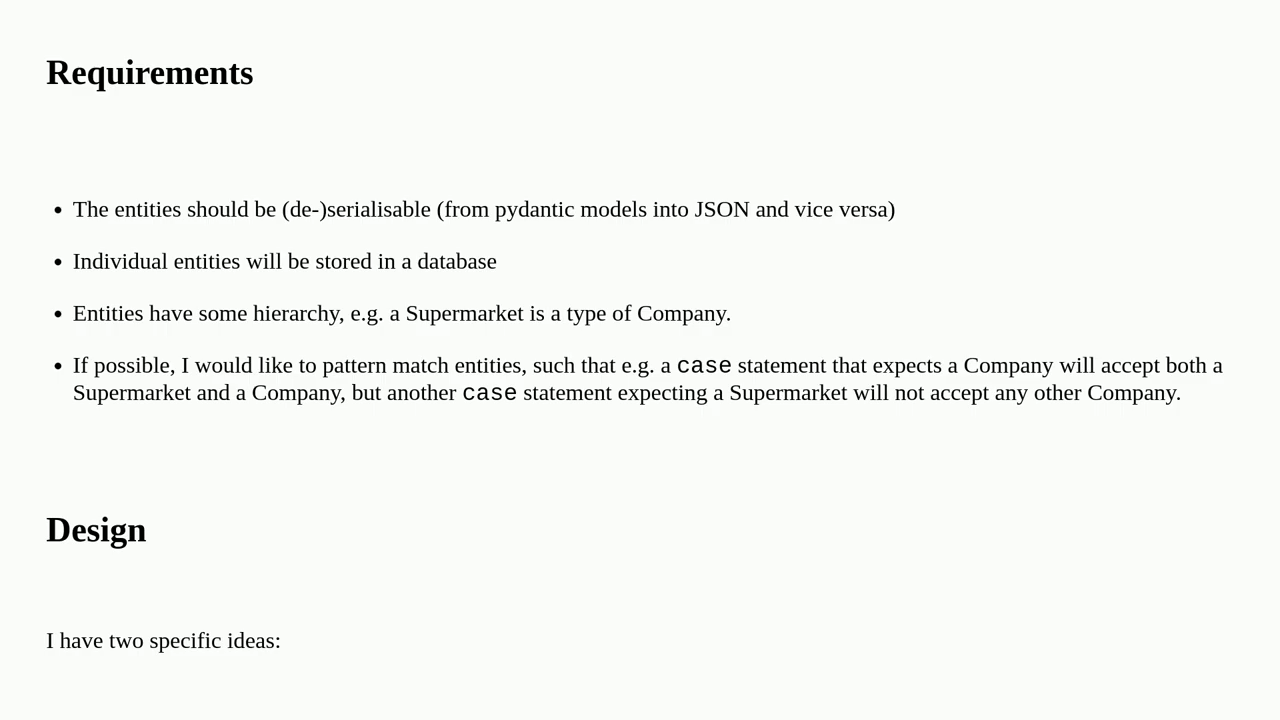 Requirements
• The entities should be (de-)serialisable (from pydantic models into JSON and vice versa)
• Individual entities will be stored in a database
• Entities have some hierarchy, e.g. a Supermarket is a type of Company.
• If possible, I would like to pattern match entities, such that e.g. a case statement that expects a Company will accept both a
Supermarket and a Company, but another case statement expecting a Supermarket will not accept any other Company.
Design
I have two specific ideas: